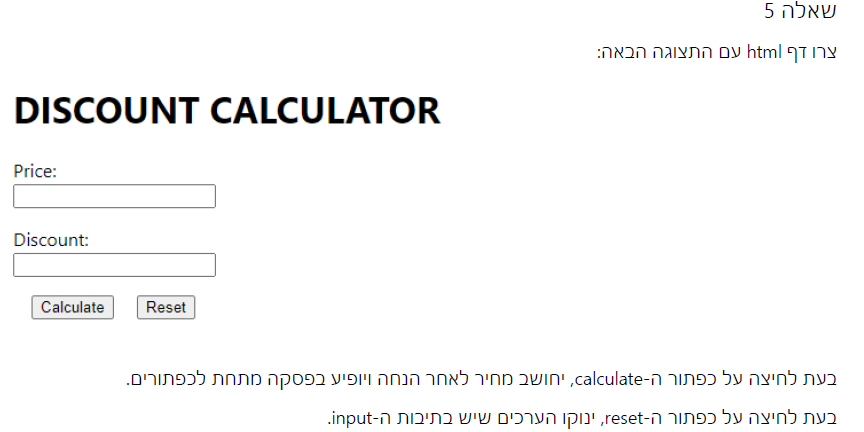 שאלה 5
צרו דף html עם התצוגה הבאה:
DISCOUNT CALCULATOR
Price:
Discount:
Calculate Reset
בעת לחיצה על כפתור ה-calculate, יחושב מחיר לאחר הנחה ויופיע בפסקה מתחת לכפתורים.
בעת לחיצה על כפתור ה-reset, ינוקו הערכים שיש בתיבות ה-input.